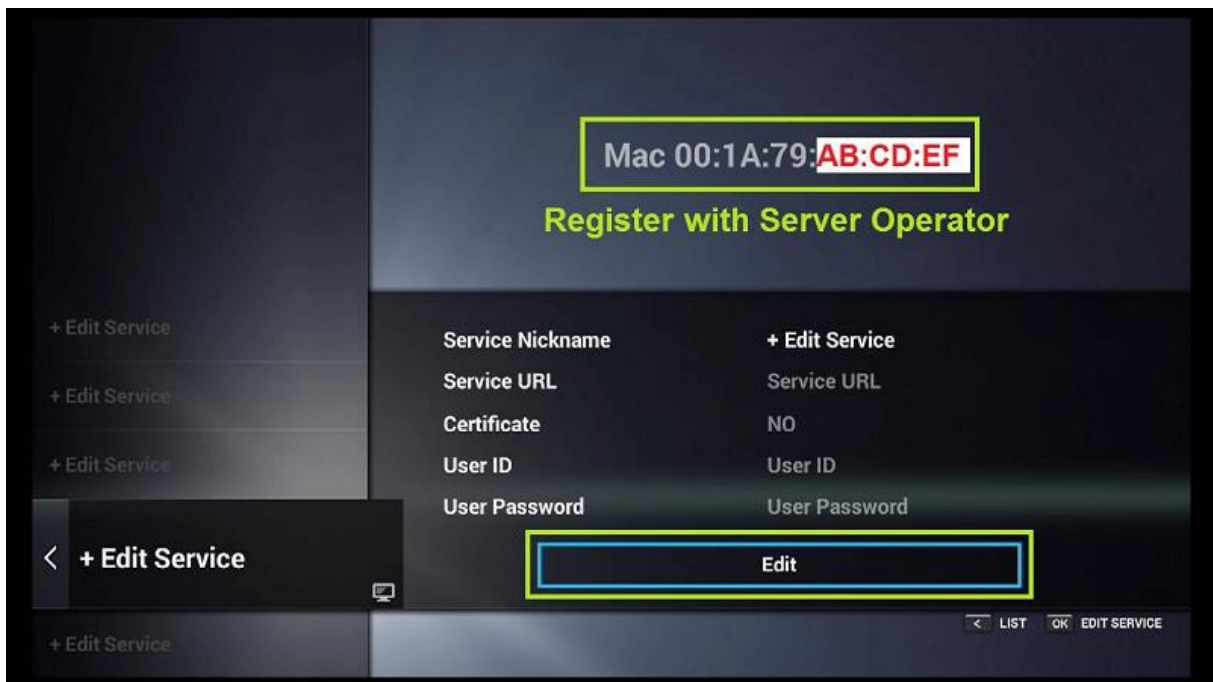 Mac 00:1A:79:AB:CD:EF
Register with Server Operator
+ Edit Service
+ Edit Service
+ Edit Service
< + Edit Service
+ Edit Service
Service Nickname + Edit Service
Service URL Service URL
Certificate NO
User ID User ID
User Password User Password
Edit
< LIST OK EDIT SERVICE